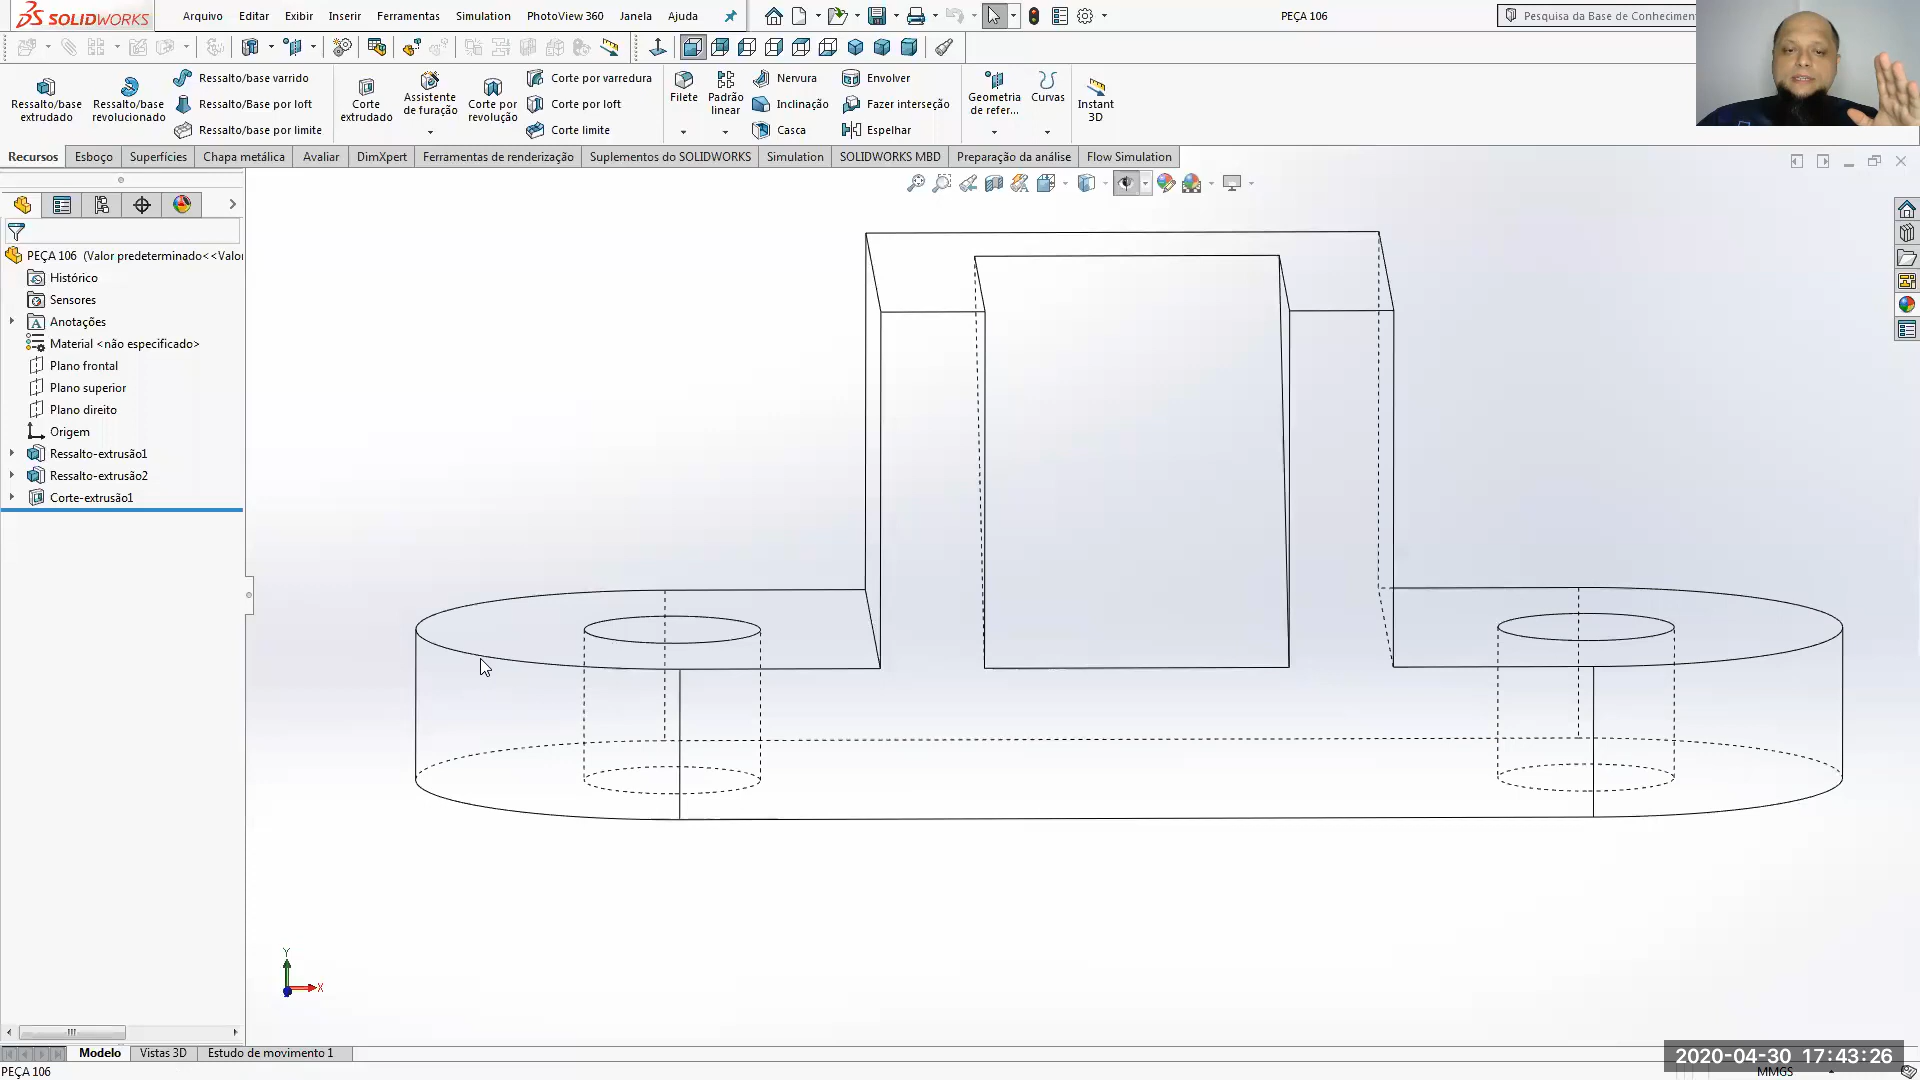 SOLIDWORKS
Arquivo Editar Exibir Inserir Ferramentas Simulation PhotoView 360 Janela Ajuda
PEÇA 106
Pesquisa da Base de Conhecimen
Ressalto/base extrudado
Ressalto/base revolucionado
Ressalto/base varrido
Ressalto/Base por loft
Ressalto/base por limite
Corte extrudado
Assistente de furação
Corte por revolução
Corte por varredura
Corte por loft
Corte limite
Filete
Padrão linear
Nervura
Inclinação
Casca
Envolver
Fazer interseção
Espelhar
Geometria de refer...
Curvas
Instant 3D
Recursos Esboço Superfícies Chapa metálica Avaliar DimXpert Ferramentas de renderização Suplementos do SOLIDWORKS Simulation SOLIDWORKS MBD Preparação da análise Flow Simulation
PEÇA 106 (Valor predeterminado<<Valor
Histórico
Sensores
Anotações
Material <não especificado>
Plano frontal
Plano superior
Plano direito
Origem
Ressalto-extrusão1
Ressalto-extrusão2
Corte-extrusão1
Y
X
Modelo Vistas 3D Estudo de movimento 1
2020-04-30 17:43:26
PEÇA 106
MMGS